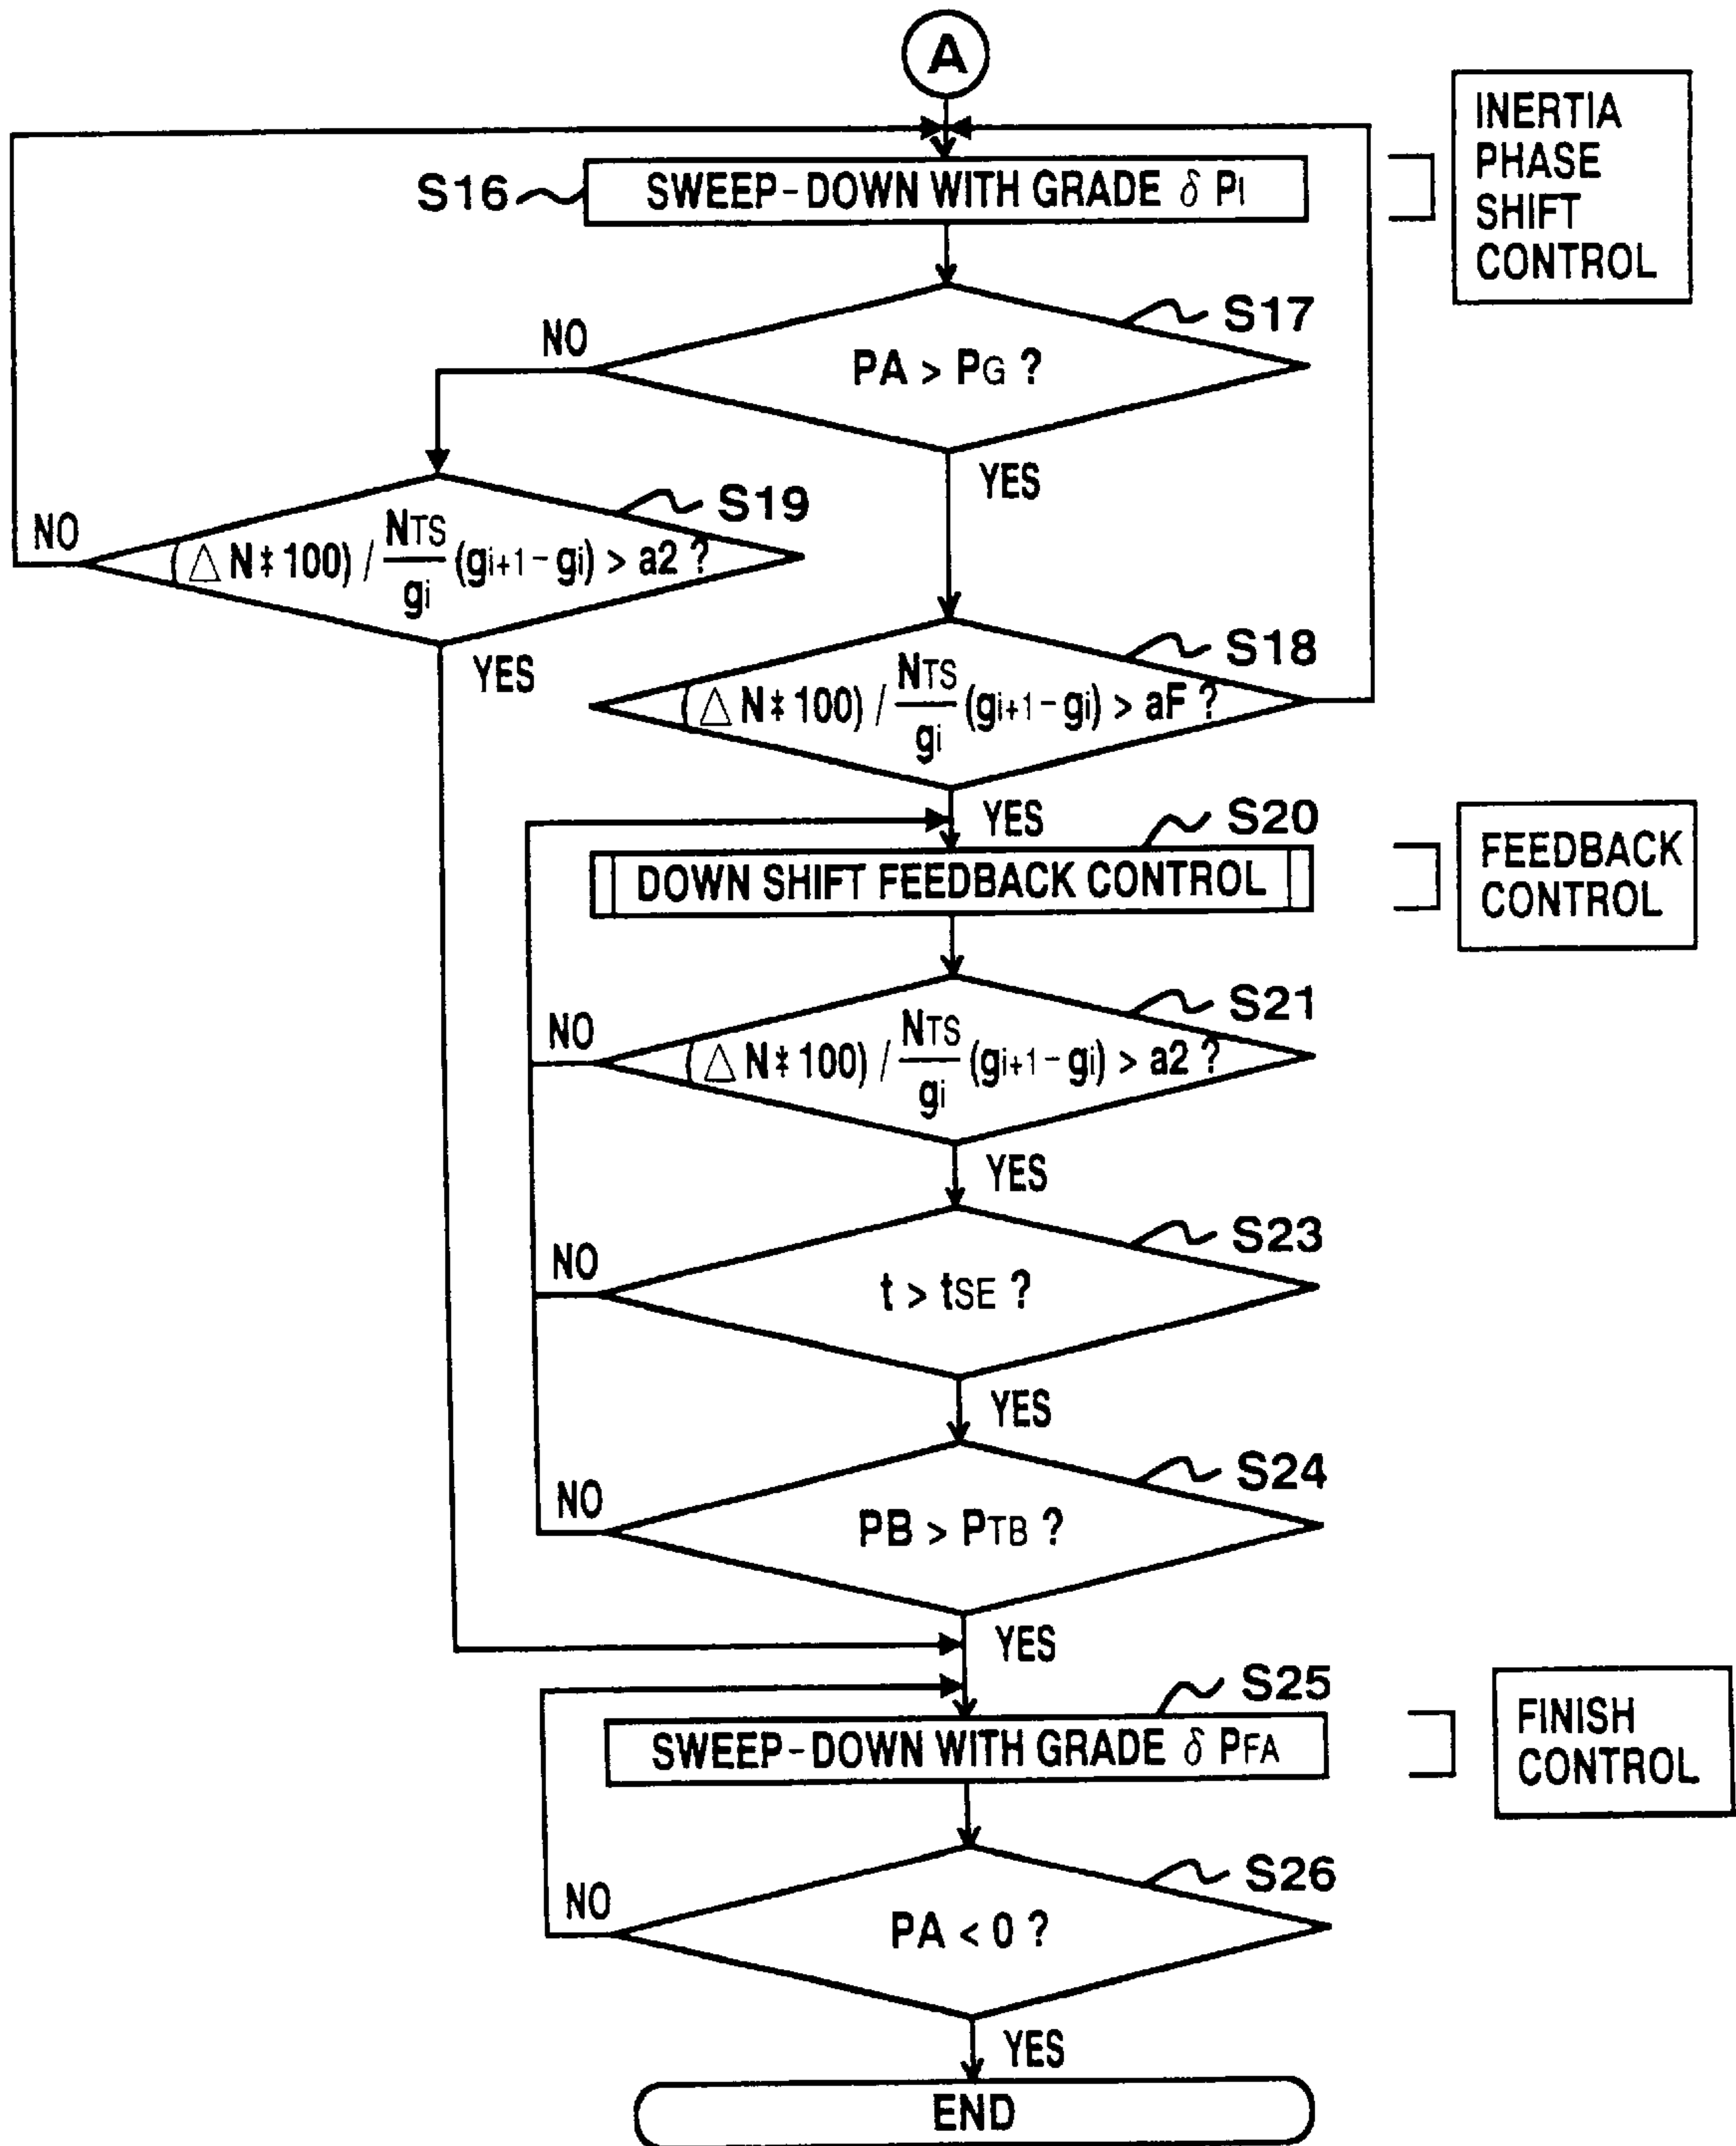 A
INERTIA
PHASE
SHIFT
CONTROL
S16
SWEEP-DOWN WITH GRADE δ PI
S17
NO
PA > PG ?
YES
S19
NO
(△N*100) / NTS/gi (gi+1-gi) > a2 ?
YES
S18
(△N*100) / NTS/gi (gi+1-gi) > aF ?
YES
S20
DOWN SHIFT FEEDBACK CONTROL
FEEDBACK
CONTROL
S21
NO
(△N*100) / NTS/gi (gi+1-gi) > a2 ?
YES
S23
NO
t > tSE ?
YES
S24
NO
PB > PTB ?
YES
S25
SWEEP-DOWN WITH GRADE δ PFA
FINISH
CONTROL
S26
NO
PA < 0 ?
YES
END